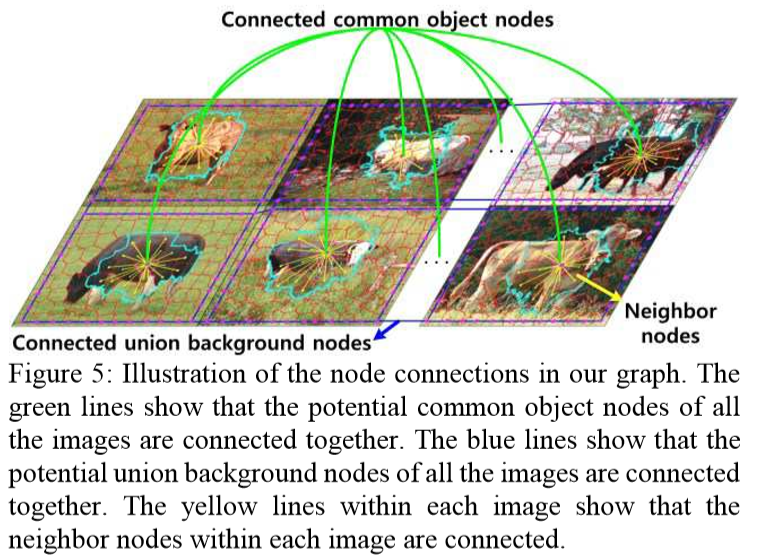 Connected common object nodes
...
...
Neighbor
nodes
Connected union background nodes
Figure 5: Illustration of the node connections in our graph. The
green lines show that the potential common object nodes of all
the images are connected together. The blue lines show that the
potential union background nodes of all the images are connected
together. The yellow lines within each image show that the
neighbor nodes within each image are connected.